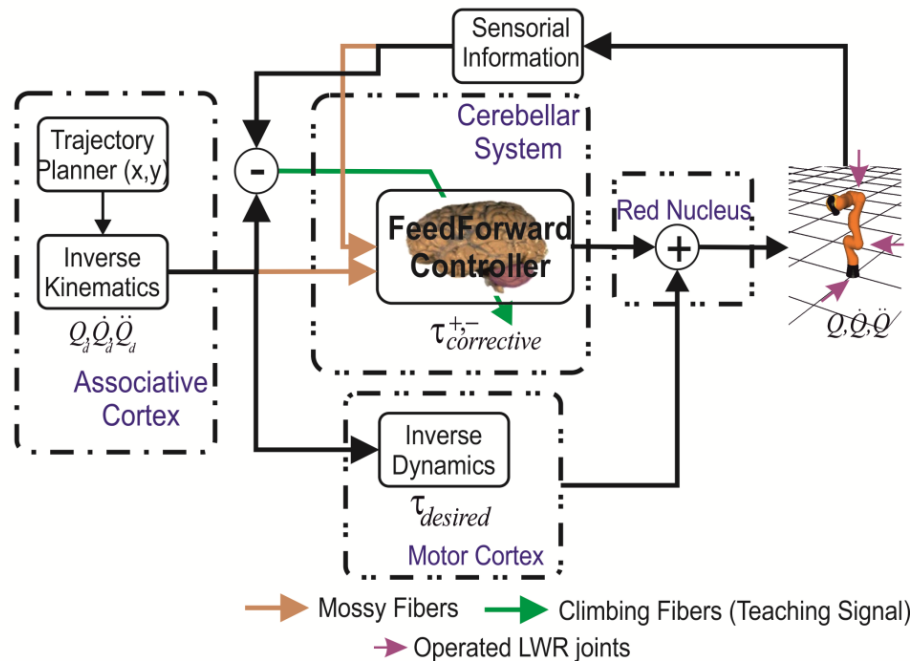 Sensorial
Information
Cerebellar
System
Trajectory
Planner (x,y)
-
Red Nucleus
FeedForward
Controller
+
Inverse
Kinematics
Q_d, Q̇_d, Q̈_d
τ^{+,-}_{corrective}
Q, Q̇, Q̈
Associative
Cortex
Inverse
Dynamics
τ_{desired}
Motor Cortex
Mossy Fibers
Climbing Fibers (Teaching Signal)
Operated LWR joints